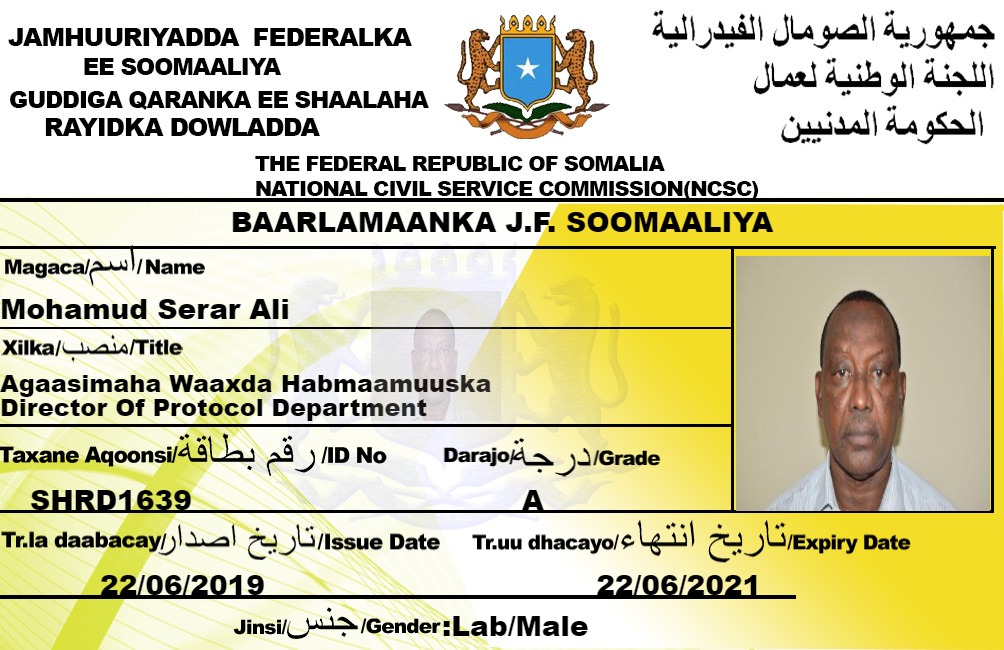 JAMHUURIYADDA FEDERALKA
EE SOOMAALIYA
GUDDIGA QARANKA EE SHAALAHA
RAYIDKA DOWLADDA
جمهورية الصومال الفيدرالية
اللجنة الوطنية لعمال
الحكومة المدنيين
THE FEDERAL REPUBLIC OF SOMALIA
NATIONAL CIVIL SERVICE COMMISSION(NCSC)
BAARLAMAANKA J.F. SOOMAALIYA
Magaca/اسم/Name
Mohamud Serar Ali
Xilka/منصب/Title
Agaasimaha Waaxda Habmaamuuska
Director Of Protocol Department
Taxane Aqoonsi/رقم بطاقة/ID No
Darajo/درجة/Grade
SHRD1639
A
Tr.la daabacay/تاريخ اصدار/Issue Date
Tr.uu dhacayo/تاريخ انتهاء/Expiry Date
22/06/2019
22/06/2021
Jinsi/جنس/Gender:Lab/Male